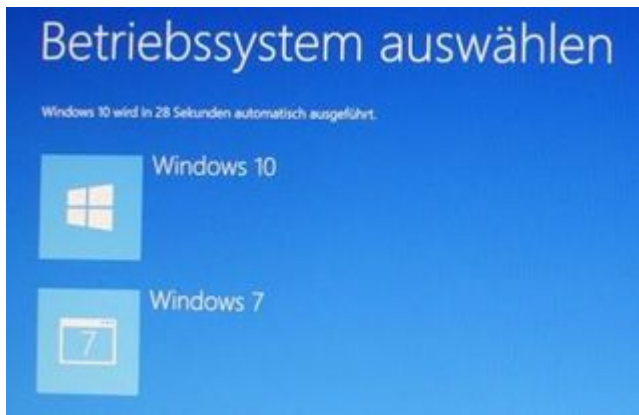 Betriebssystem auswählen
Windows 10 wird in 28 Sekunden automatisch ausgeführt.
Windows 10
Windows 7
7